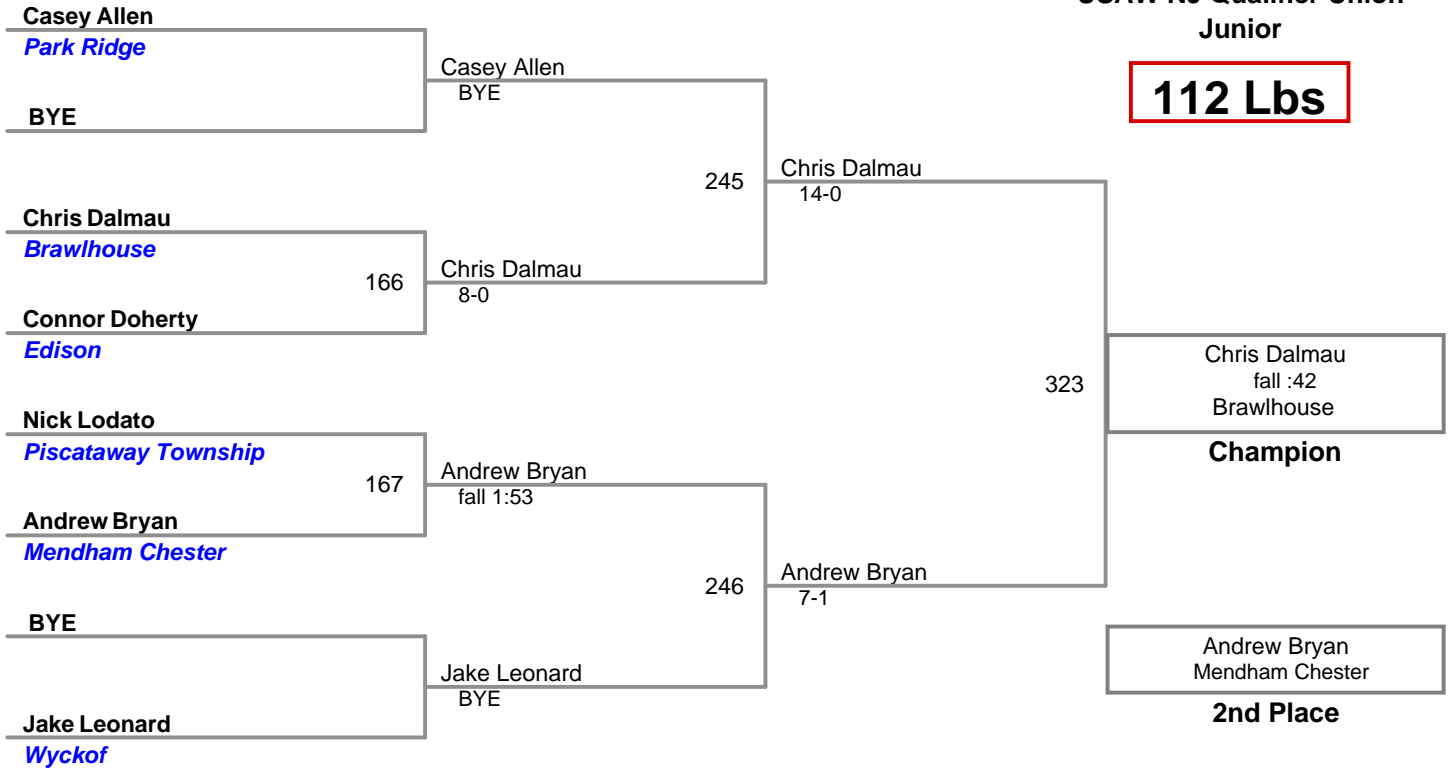 Junior
112 Lbs
Casey Allen
Park Ridge
BYE
Chris Dalmau
Brawlhouse
Connor Doherty
Edison
Nick Lodato
Piscataway Township
Andrew Bryan
Mendham Chester
BYE
Jake Leonard
Wyckof
166
167
Casey Allen
BYE
Chris Dalmau
8-0
Andrew Bryan
fall 1:53
Jake Leonard
BYE
245
246
Chris Dalmau
14-0
Andrew Bryan
7-1
323
Chris Dalmau
fall :42
Brawlhouse
Champion
Andrew Bryan
Mendham Chester
2nd Place